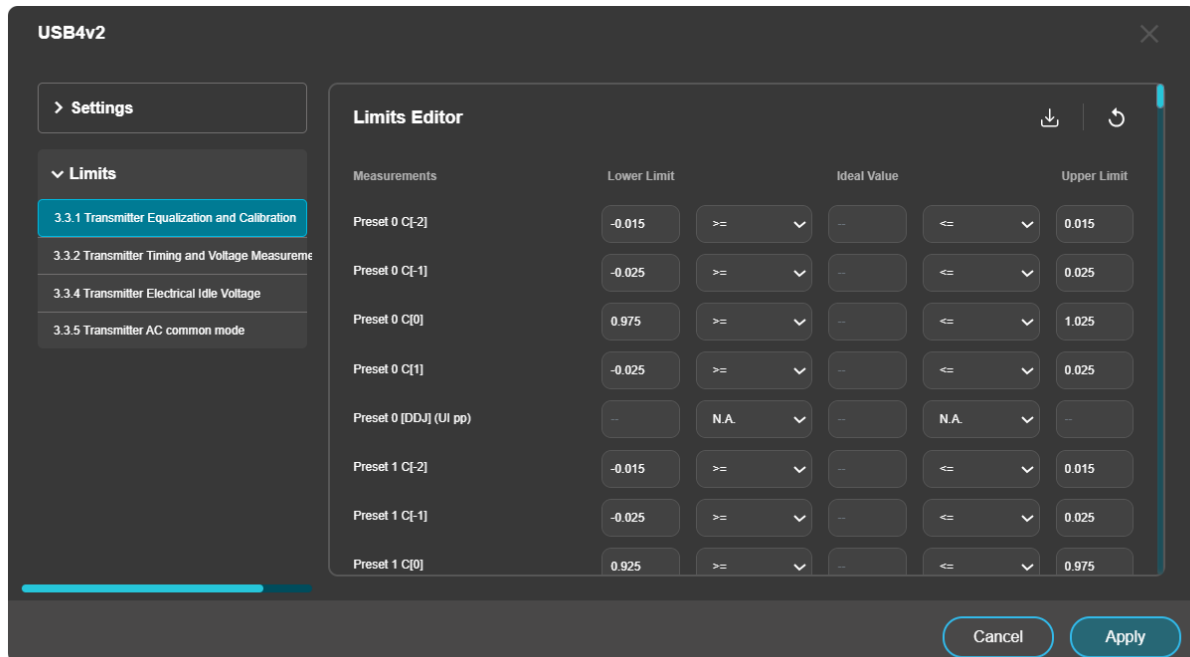 USB4v2
Settings
Limits
3.3.1 Transmitter Equalization and Calibration
3.3.2 Transmitter Timing and Voltage Measureme
3.3.4 Transmitter Electrical Idle Voltage
3.3.5 Transmitter AC common mode
Limits Editor
Measurements Lower Limit Ideal Value Upper Limit
Preset 0 C[-2] -0.015 >= -- <= 0.015
Preset 0 C[-1] -0.025 >= -- <= 0.025
Preset 0 C[0] 0.975 >= -- <= 1.025
Preset 0 C[1] -0.025 >= -- <= 0.025
Preset 0 [DDJ] (UI pp) -- N.A. -- N.A. --
Preset 1 C[-2] -0.015 >= -- <= 0.015
Preset 1 C[-1] -0.025 >= -- <= 0.025
Preset 1 C[0] 0.925 >= -- <= 0.975
Cancel Apply